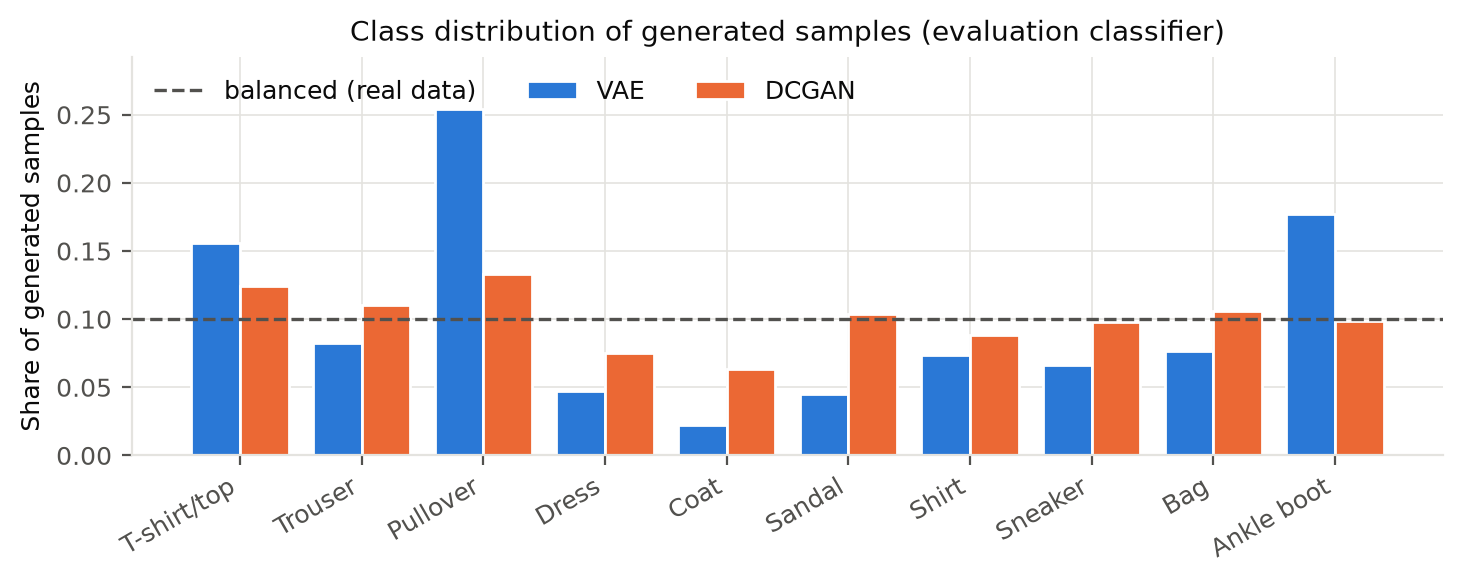 Class distribution of generated samples (evaluation classifier)
balanced (real data) VAE DCGAN
Share of generated samples
0.25
0.20
0.15
0.10
0.05
0.00
T-shirt/top Trouser Pullover Dress Coat Sandal Shirt Sneaker Bag Ankle boot